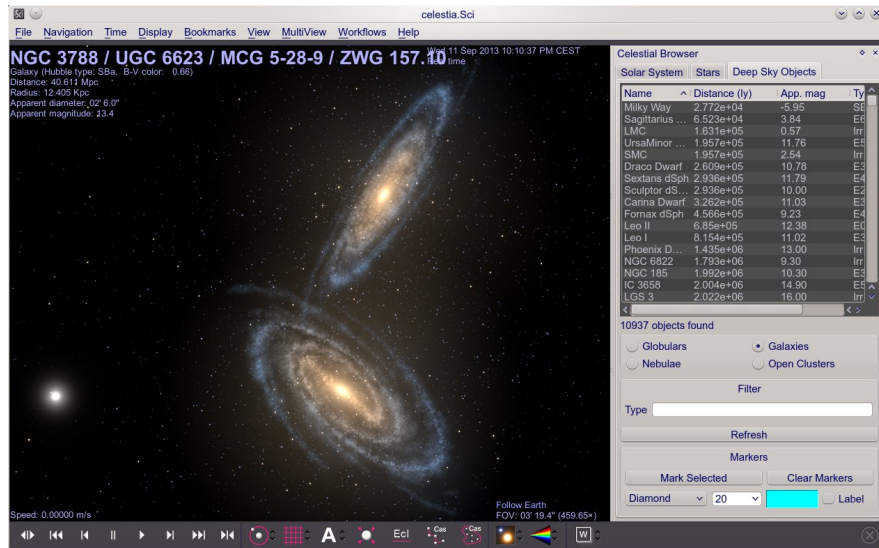 celestia.Sci
File Navigation Time Display Bookmarks View MultiView Workflows Help
NGC 3788 / UGC 6623 / MCG 5-28-9 / ZWG 157.10
Wed 11 Sep 2013 10:10:37 PM CEST
Real time
Galaxy (Hubble type: SBa, B-V color: 0.66)
Distance: 40.611 Mpc
Radius: 12.405 Kpc
Apparent diameter: 02' 6.0"
Apparent magnitude: 13.4
Speed: 0.00000 m/s
Follow Earth
FOV: 03' 19.4" (459.65×)
Celestial Browser
Solar System Stars Deep Sky Objects
Name Distance (ly) App. mag Ty
Milky Way 2.772e+04 -5.95 SB
Sagittarius ... 6.523e+04 3.84 E6
LMC 1.631e+05 0.57 Irr
UrsaMinor ... 1.957e+05 11.76 E5
SMC 1.957e+05 2.54 Irr
Draco Dwarf 2.609e+05 10.78 E3
Sextans dSph 2.936e+05 11.79 E4
Sculptor dS... 2.936e+05 10.00 E2
Carina Dwarf 3.262e+05 11.03 E3
Fornax dSph 4.566e+05 9.23 E4
Leo II 6.85e+05 12.38 E0
Leo I 8.154e+05 11.02 E3
Phoenix D... 1.435e+06 13.00 Irr
NGC 6822 1.793e+06 9.30 Irr
NGC 185 1.992e+06 10.30 E3
IC 3658 2.004e+06 14.90 E5
LGS 3 2.022e+06 16.00 Irr
10937 objects found
Globulars Galaxies
Nebulae Open Clusters
Filter
Type
Refresh
Markers
Mark Selected Clear Markers
Diamond 20 Label
A Ecl Cas Cas W